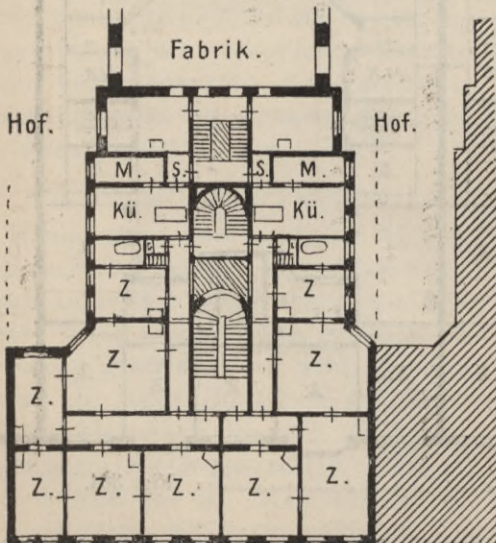 Fabrik.
Hof. Hof.
M. S. S. M.
Kü. Kü.
Z Z
Z. Z.
Z.
Z. Z. Z. Z. Z.